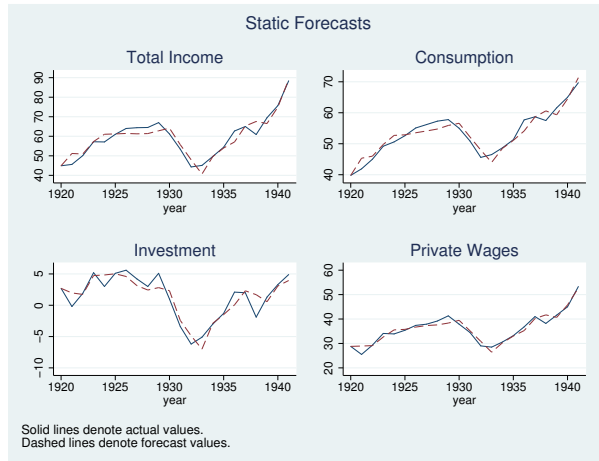 Static Forecasts
Total Income
90
80
70
60
50
40
1920 1925 1930 1935 1940
year
Consumption
70
60
50
40
1920 1925 1930 1935 1940
year
Investment
5
0
−5
−10
1920 1925 1930 1935 1940
year
Private Wages
60
50
40
30
20
1920 1925 1930 1935 1940
year
Solid lines denote actual values.
Dashed lines denote forecast values.